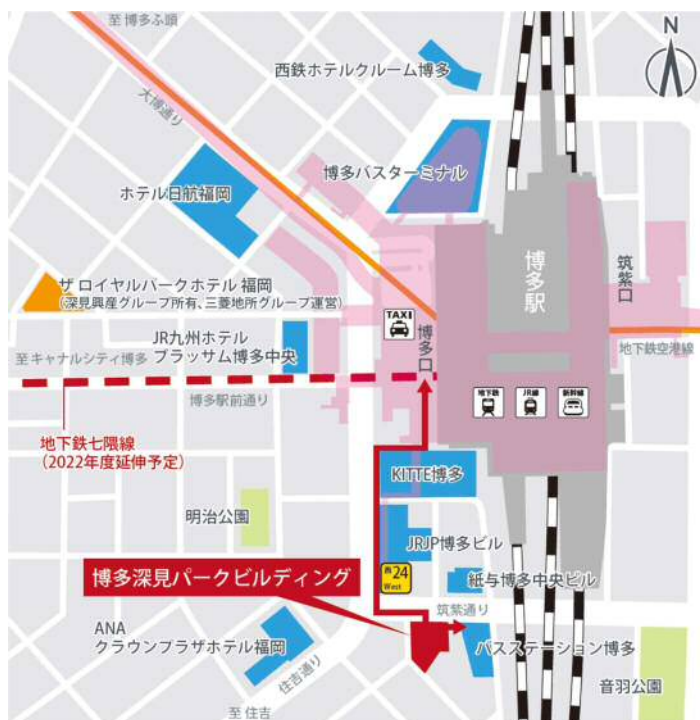 至 博多ふ頭
N
西鉄ホテルクルーム博多
大博通り
博多バスターミナル
ホテル日航福岡
博多駅
筑紫口
ザ ロイヤルパークホテル 福岡
（深見興産グループ所有、三菱地所グループ運営）
TAXI
博多口
JR九州ホテル
ブラッサム博多中央
至 キャナルシティ博多
地下鉄空港線
博多駅前通り
地下鉄
JR線
新幹線
地下鉄七隈線
（2022年度延伸予定）
KITTE博多
明治公園
JRJP博多ビル
西24
West
紙与博多中央ビル
博多深見パークビルディング
筑紫通り
ANA
クラウンプラザホテル福岡
住吉通り
バスステーション博多
音羽公園
至 住吉